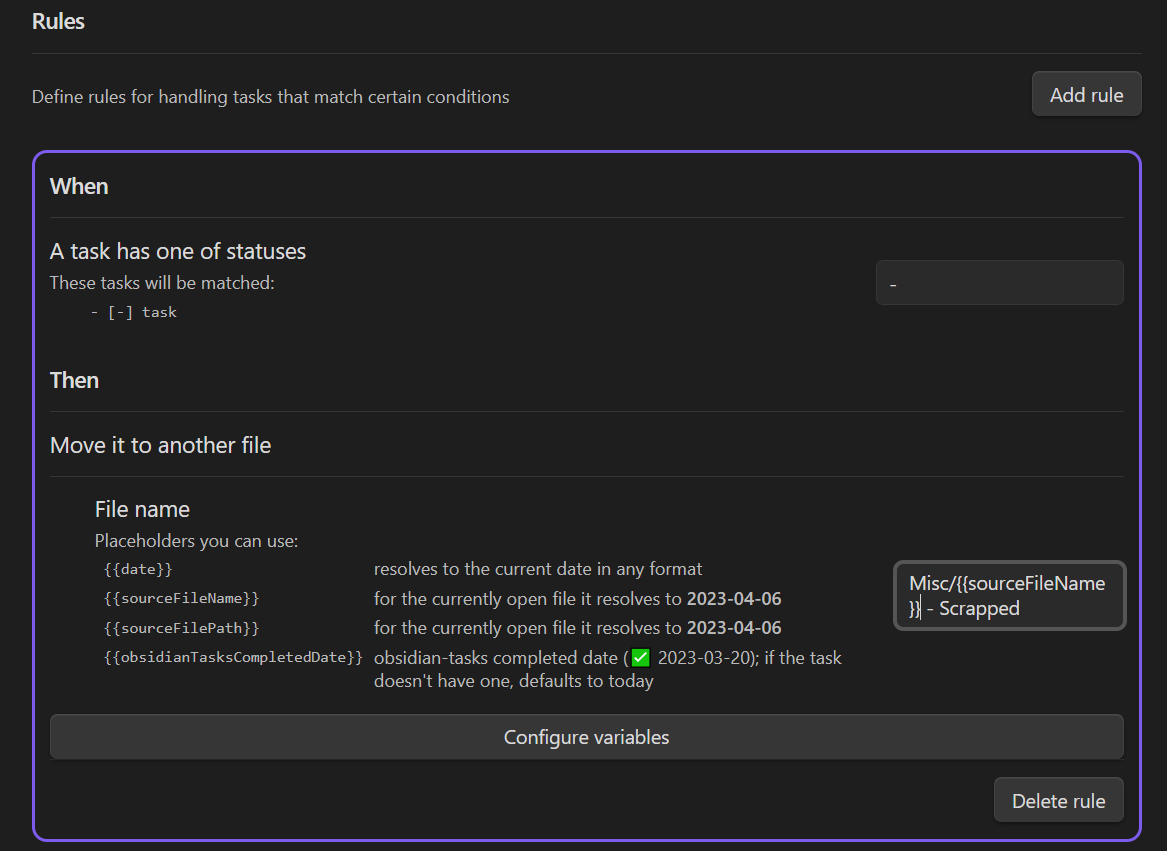 Rules
Define rules for handling tasks that match certain conditions
Add rule
When
A task has one of statuses
These tasks will be matched:
- [-] task
-
Then
Move it to another file
File name
Placeholders you can use:
{{date}} resolves to the current date in any format
{{sourceFileName}} for the currently open file it resolves to 2023-04-06
{{sourceFilePath}} for the currently open file it resolves to 2023-04-06
{{obsidianTasksCompletedDate}} obsidian-tasks completed date (✅ 2023-03-20); if the task
doesn't have one, defaults to today
Misc/{{sourceFileName
}} - Scrapped
Configure variables
Delete rule